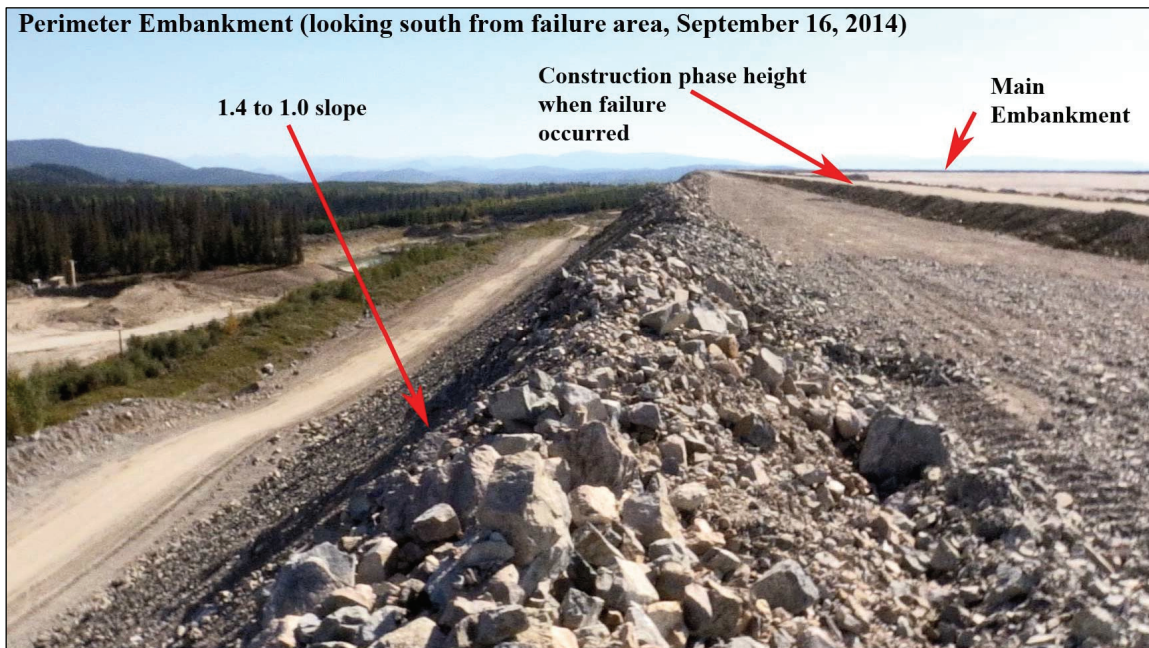 Perimeter Embankment (looking south from failure area, September 16, 2014)
1.4 to 1.0 slope
Construction phase height
when failure
occurred
Main
Embankment